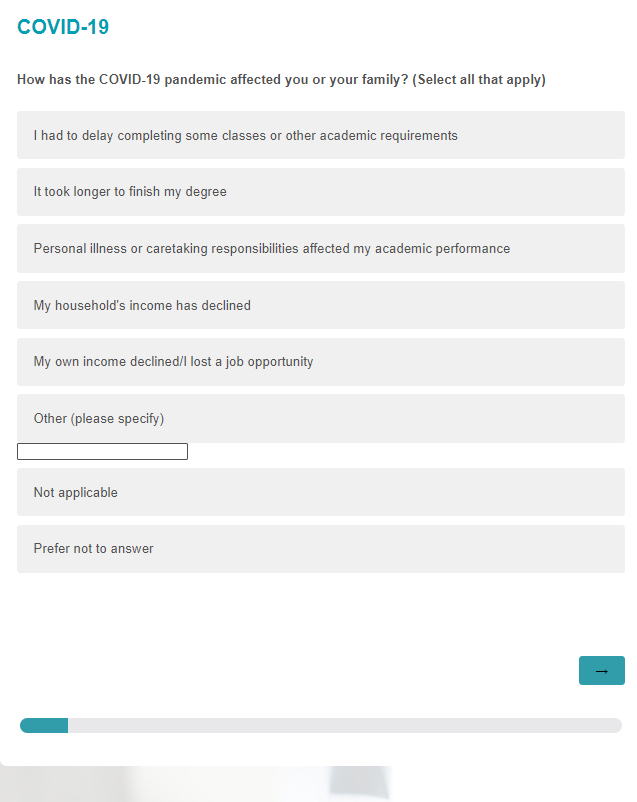 COVID-19
How has the COVID-19 pandemic affected you or your family? (Select all that apply)
I had to delay completing some classes or other academic requirements
It took longer to finish my degree
Personal illness or caretaking responsibilities affected my academic performance
My household's income has declined
My own income declined/I lost a job opportunity
Other (please specify)
Not applicable
Prefer not to answer
→